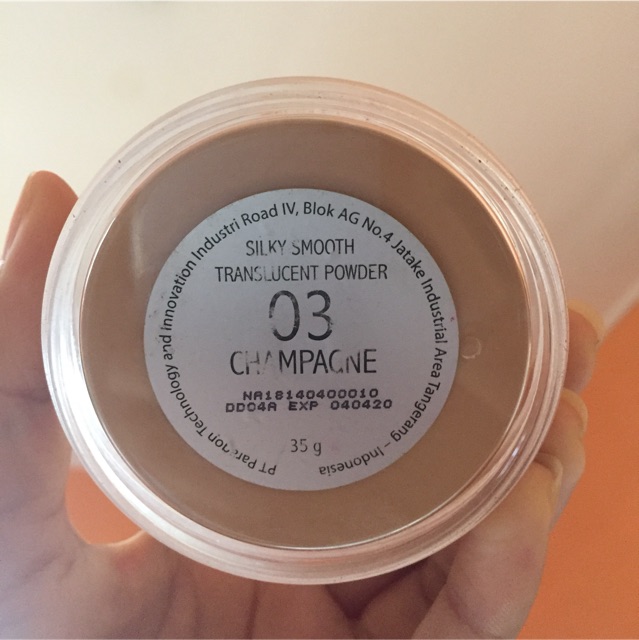 PT Paragon Technology and Innovation Industri Road IV, Blok AG No.4 Jatake Industrial Area Tangerang – Indonesia
SILKY SMOOTH
TRANSLUCENT POWDER
03
CHAMPAGNE
NA18140400010
DD04A EXP 040420
35 g